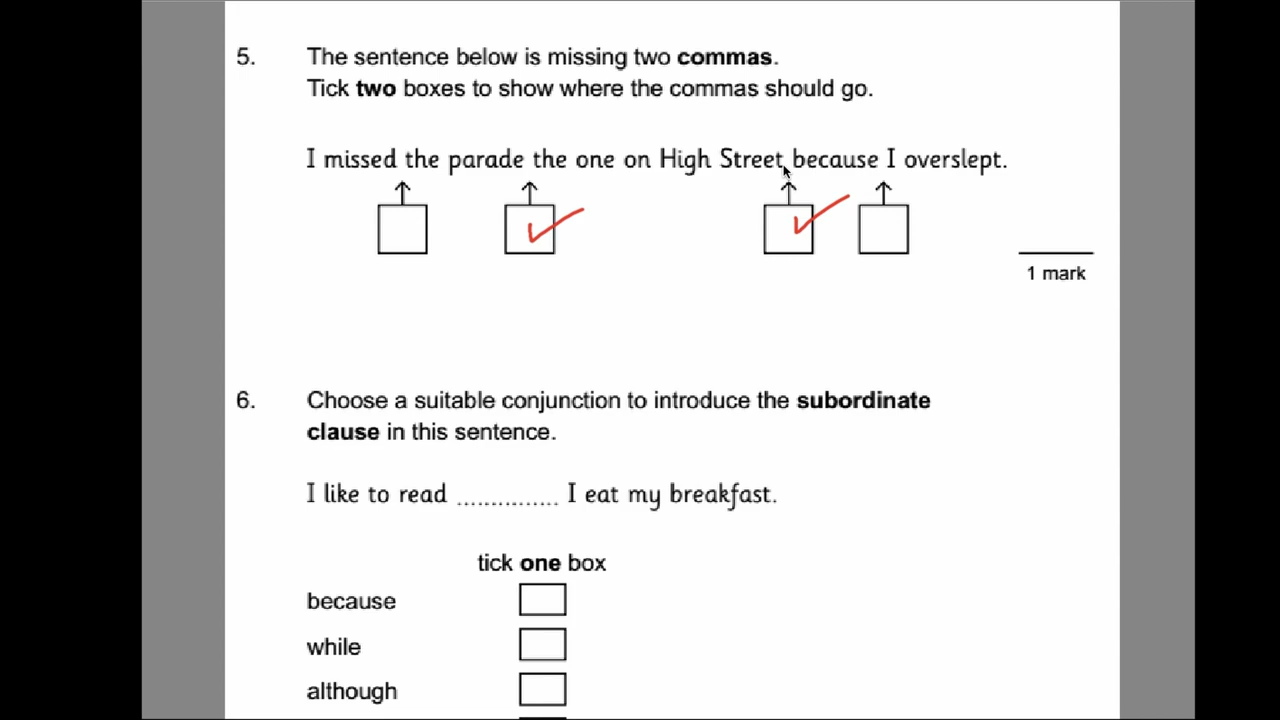 5. The sentence below is missing two commas.
Tick two boxes to show where the commas should go.
I missed the parade the one on High Street because I overslept.
1 mark
6. Choose a suitable conjunction to introduce the subordinate
clause in this sentence.
I like to read ............... I eat my breakfast.
tick one box
because
while
although